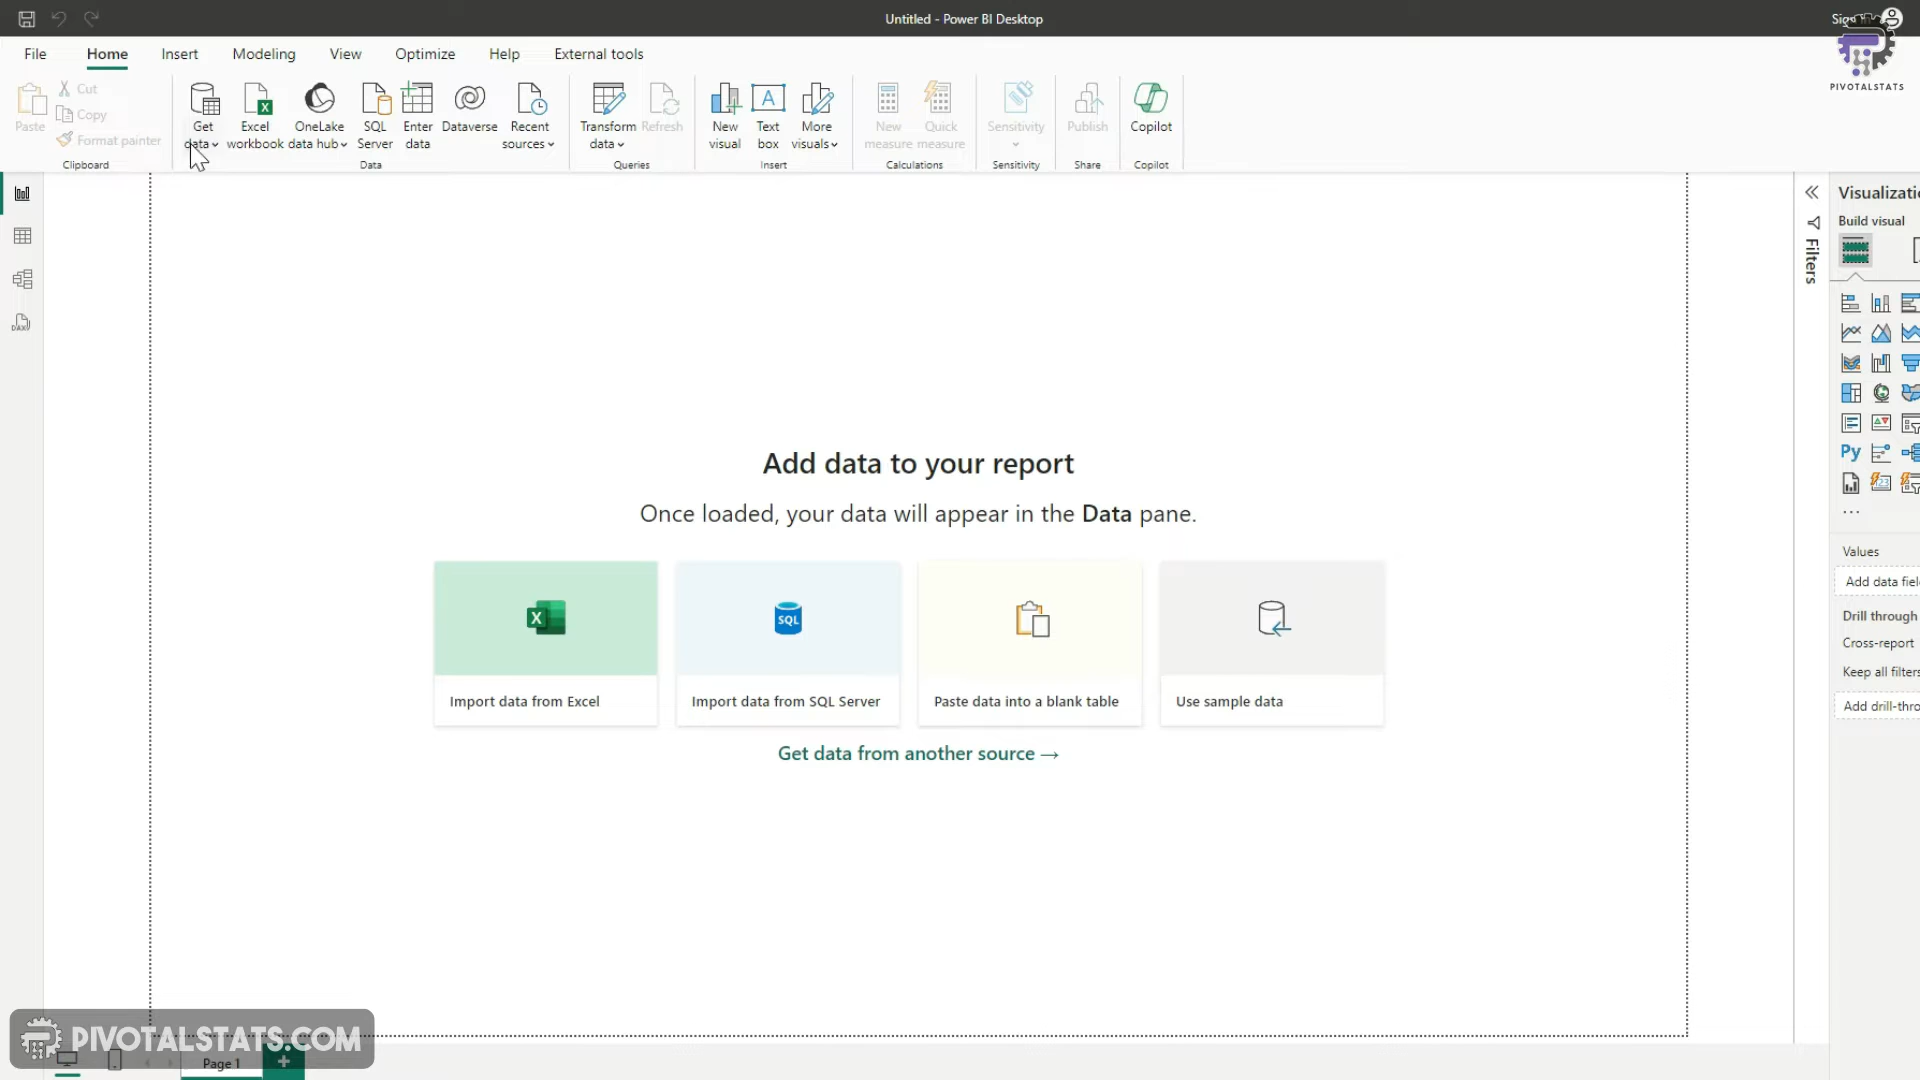 Untitled - Power BI Desktop
PIVOTALSTATS
File Home Insert Modeling View Optimize Help External tools
Paste
Cut
Copy
Format painter
Clipboard
Get data
Excel workbook
OneLake data hub
SQL Server
Enter data
Dataverse
Recent sources
Data
Transform data
Refresh
Queries
New visual
Text box
More visuals
Insert
New measure
Quick measure
Calculations
Sensitivity
Sensitivity
Publish
Share
Copilot
Copilot
Filters
Visualizatio
Build visual
Py
123
DAX
Values
Add data fiel
Drill through
Cross-report
Keep all filters
Add drill-thro
Add data to your report
Once loaded, your data will appear in the Data pane.
X
SQL
Import data from Excel
Import data from SQL Server
Paste data into a blank table
Use sample data
Get data from another source →
PIVOTALSTATS.COM
Page 1